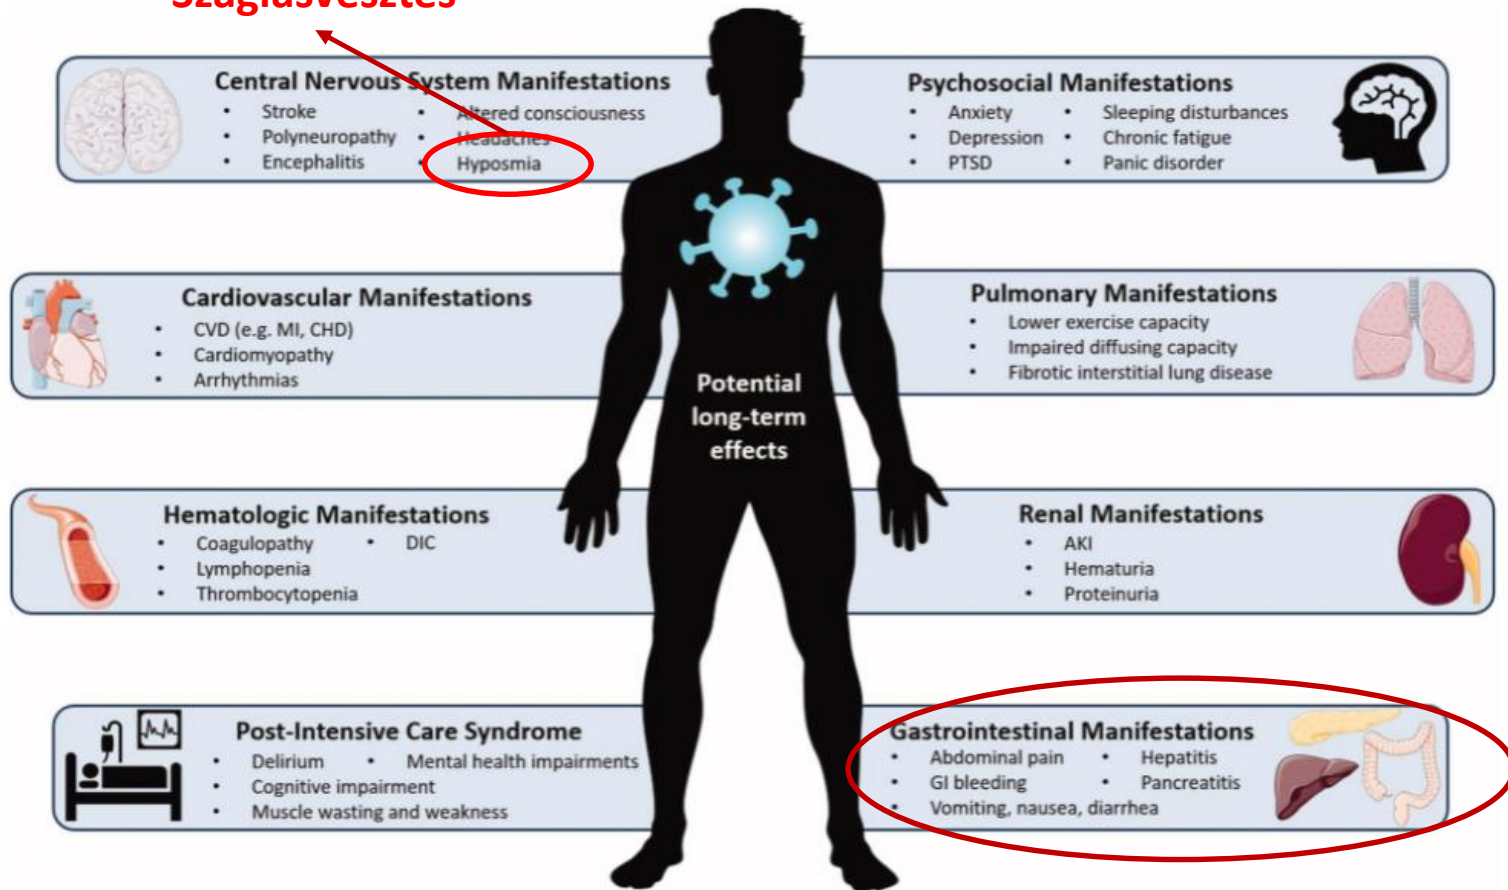 Szaglásvesztés
Central Nervous System Manifestations
• Stroke • Altered consciousness
• Polyneuropathy • Headaches
• Encephalitis • Hyposmia
Psychosocial Manifestations
• Anxiety • Sleeping disturbances
• Depression • Chronic fatigue
• PTSD • Panic disorder
Cardiovascular Manifestations
• CVD (e.g. MI, CHD)
• Cardiomyopathy
• Arrhythmias
Pulmonary Manifestations
• Lower exercise capacity
• Impaired diffusing capacity
• Fibrotic interstitial lung disease
Potential
long-term
effects
Hematologic Manifestations
• Coagulopathy • DIC
• Lymphopenia
• Thrombocytopenia
Renal Manifestations
• AKI
• Hematuria
• Proteinuria
Post-Intensive Care Syndrome
• Delirium • Mental health impairments
• Cognitive impairment
• Muscle wasting and weakness
Gastrointestinal Manifestations
• Abdominal pain • Hepatitis
• GI bleeding • Pancreatitis
• Vomiting, nausea, diarrhea